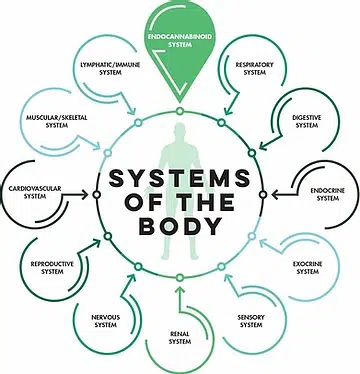 ENDOCANNABINOID
SYSTEM
RESPIRATORY
SYSTEM
DIGESTIVE
SYSTEM
ENDOCRINE
SYSTEM
EXOCRINE
SYSTEM
SENSORY
SYSTEM
RENAL
SYSTEM
NERVOUS
SYSTEM
REPRODUCTIVE
SYSTEM
CARDIOVASCULAR
SYSTEM
MUSCULAR/SKELETAL
SYSTEM
LYMPHATIC/IMMUNE
SYSTEM
SYSTEMS
OF THE
BODY